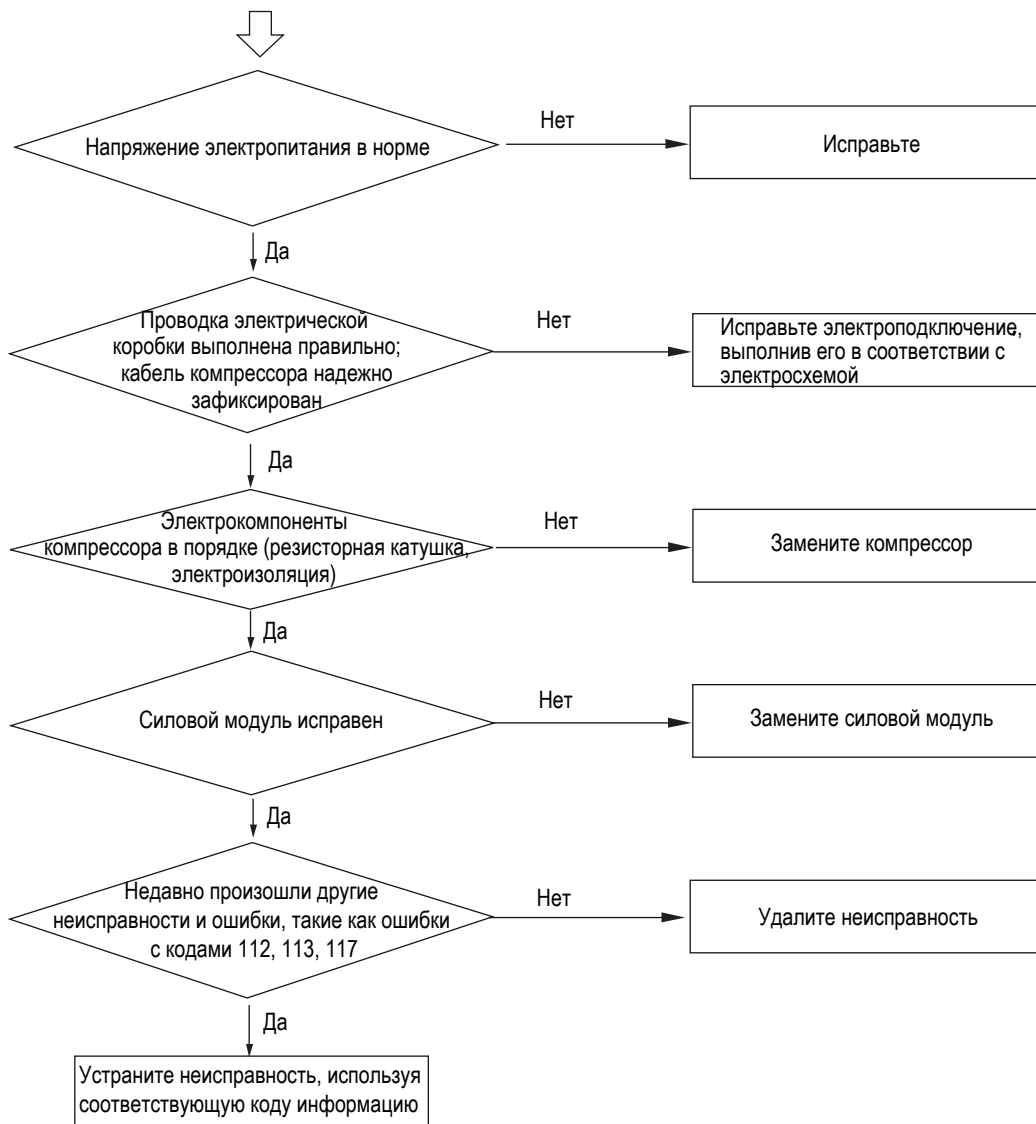 Напряжение электропитания в норме
Нет
Исправьте
Да
Проводка электрической
коробки выполнена правильно;
кабель компрессора надежно
зафиксирован
Нет
Исправьте электроподключение,
выполнив его в соответствии с
электросхемой
Да
Электрокомпоненты
компрессора в порядке (резисторная катушка,
электроизоляция)
Нет
Замените компрессор
Да
Силовой модуль исправен
Нет
Замените силовой модуль
Да
Недавно произошли другие
неисправности и ошибки, такие как ошибки
с кодами 112, 113, 117
Нет
Удалите неисправность
Да
Устраните неисправность, используя
соответствующую коду информацию